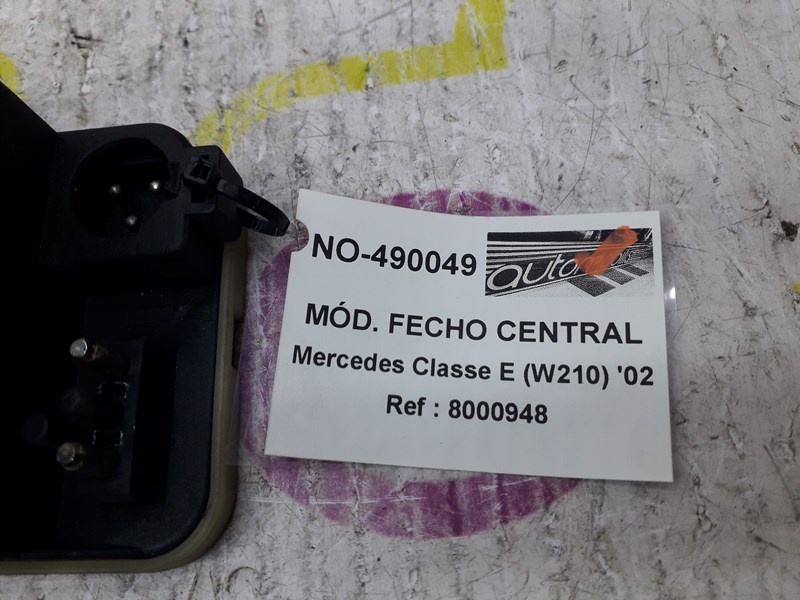 NO-490049
MÓD. FECHO CENTRAL
Mercedes Classe E (W210) '02
Ref : 8000948